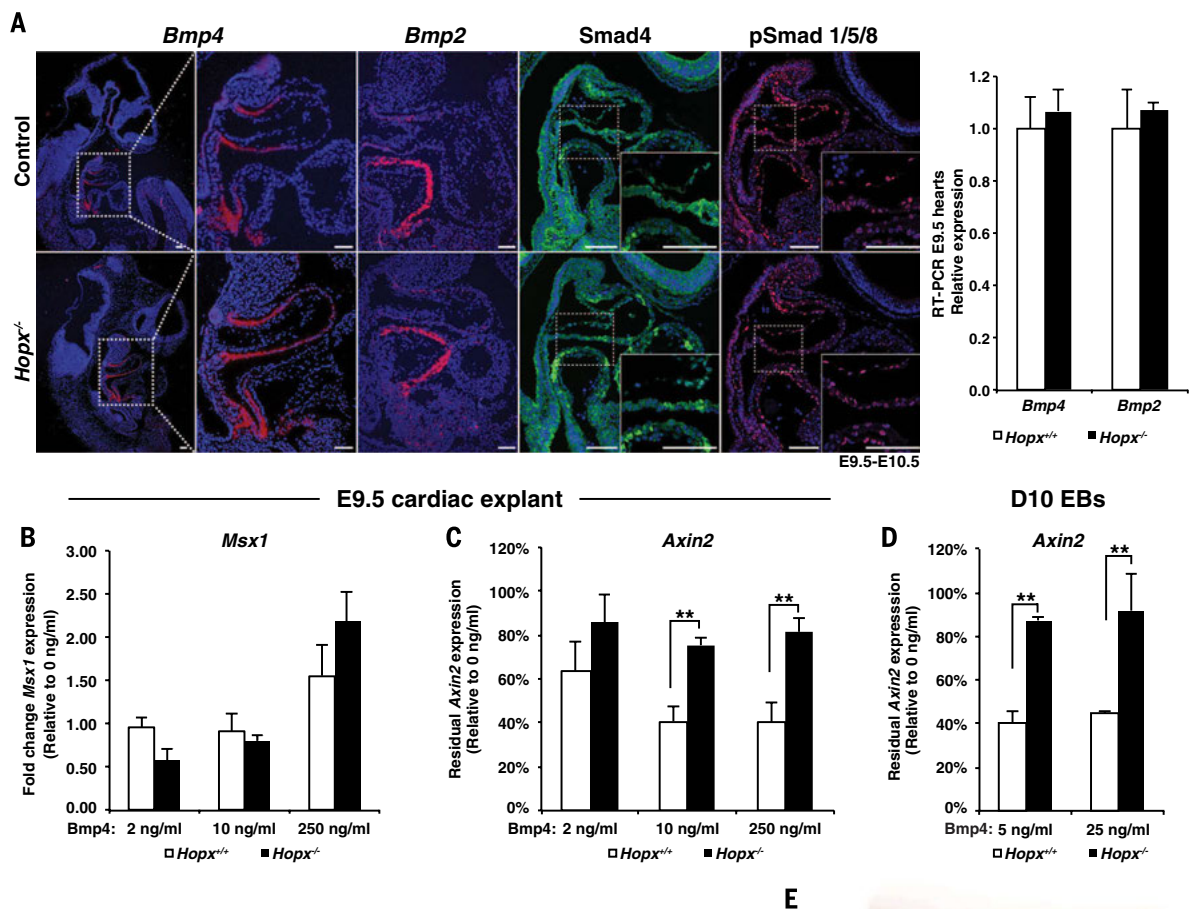 A
Bmp4 Bmp2 Smad4 pSmad 1/5/8
Control
Hopx-/-
E9.5-E10.5
RT-PCR E9.5 hearts
Relative expression
1.2
1.0
0.8
0.6
0.4
0.2
0.0
Bmp4 Bmp2
Hopx+/+ Hopx-/-
E9.5 cardiac explant
D10 EBs
B
Msx1
Fold change Msx1 expression
(Relative to 0 ng/ml)
3.00
2.50
2.00
1.50
1.00
0.50
0.00
Bmp4: 2 ng/ml 10 ng/ml 250 ng/ml
Hopx+/+ Hopx-/-
C
Axin2
Residual Axin2 expression
(Relative to 0 ng/ml)
120%
100%
80%
60%
40%
20%
0%
** **
Bmp4: 2 ng/ml 10 ng/ml 250 ng/ml
Hopx+/+ Hopx-/-
D
Axin2
Residual Axin2 expression
(Relative to 0 ng/ml)
120%
100%
80%
60%
40%
20%
0%
** **
Bmp4: 5 ng/ml 25 ng/ml
Hopx+/+ Hopx-/-
E